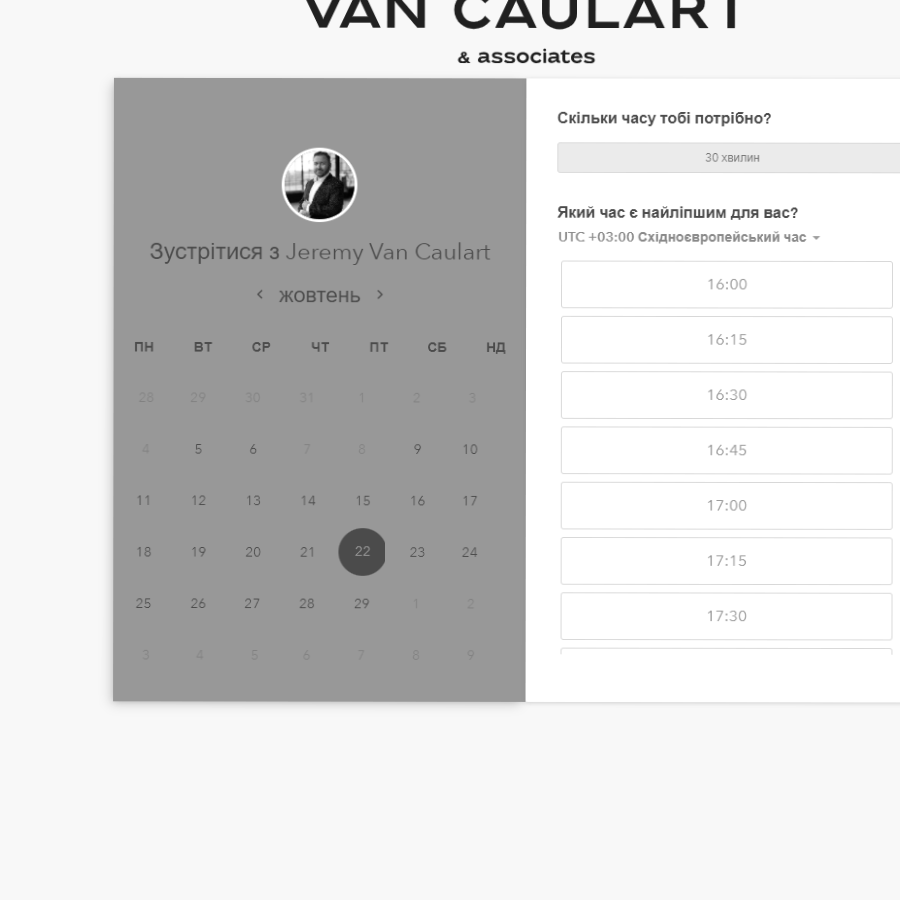 VAN CAULART
& associates
Зустрітися з Jeremy Van Caulart
жовтень
ПН ВТ СР ЧТ ПТ СБ НД
28 29 30 31 1 2 3
4 5 6 7 8 9 10
11 12 13 14 15 16 17
18 19 20 21 22 23 24
25 26 27 28 29 1 2
3 4 5 6 7 8 9
Скільки часу тобі потрібно?
30 хвилин
Який час є найліпшим для вас?
UTC +03:00 Східноєвропейський час
16:00
16:15
16:30
16:45
17:00
17:15
17:30